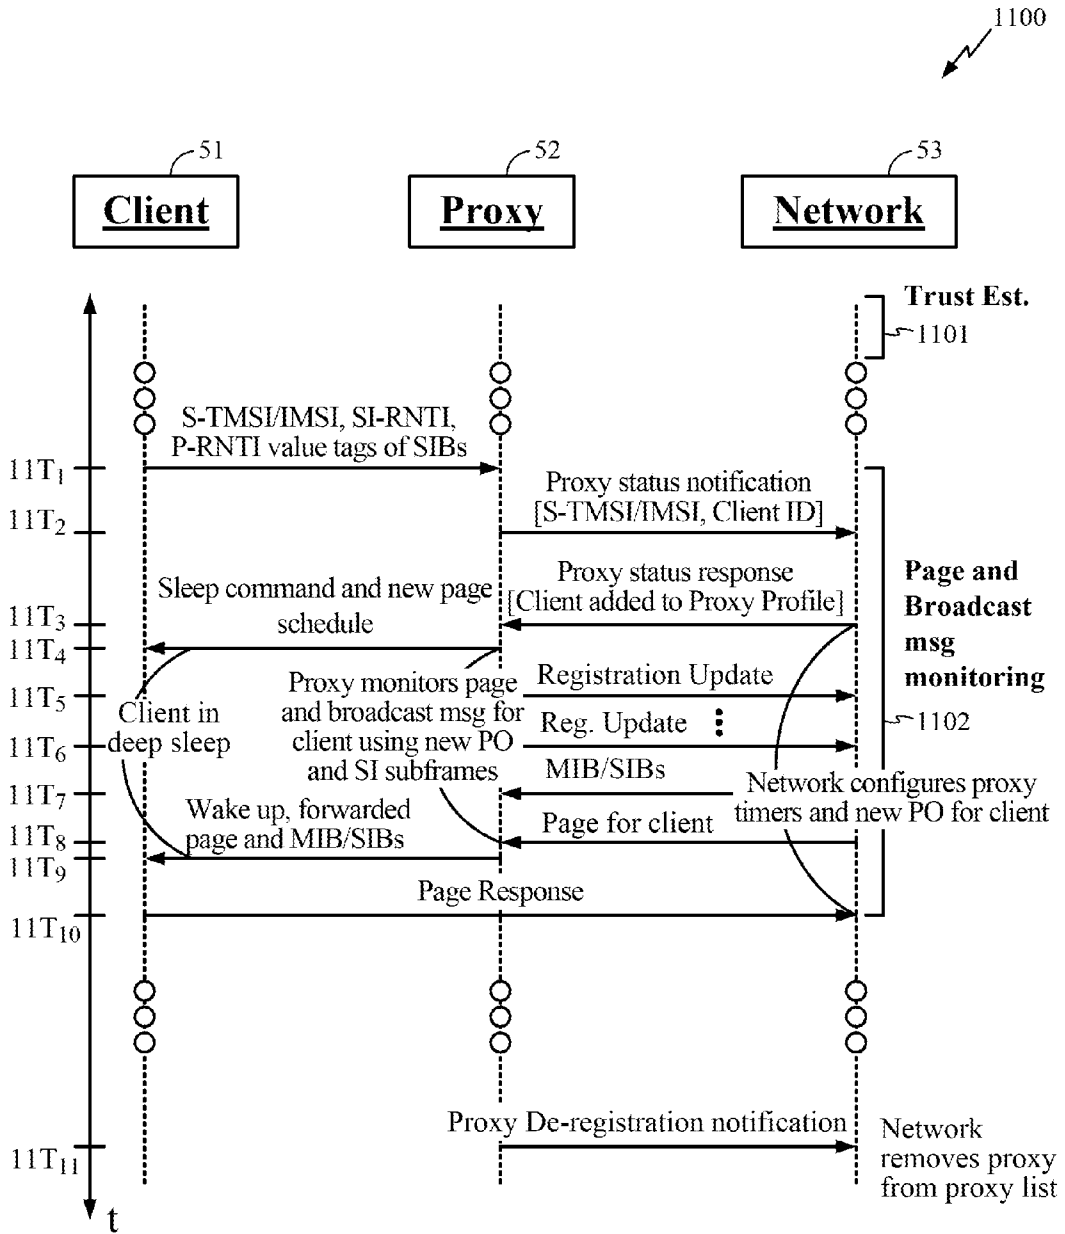 1100
51
52
53
Client
Proxy
Network
Trust Est.
1101
S-TMSI/IMSI, SI-RNTI,
P-RNTI value tags of SIBs
11T1
Proxy status notification
[S-TMSI/IMSI, Client ID]
11T2
Proxy status response
[Client added to Proxy Profile]
11T3
Sleep command and new page
schedule
11T4
Page and
Broadcast
msg
monitoring
1102
Registration Update
11T5
Client in
deep sleep
Proxy monitors page
and broadcast msg for
client using new PO
and SI subframes
Reg. Update
11T6
MIB/SIBs
11T7
Network configures proxy
timers and new PO for client
Page for client
11T8
Wake up, forwarded
page and MIB/SIBs
11T9
Page Response
11T10
Proxy De-registration notification
11T11
Network
removes proxy
from proxy list
t